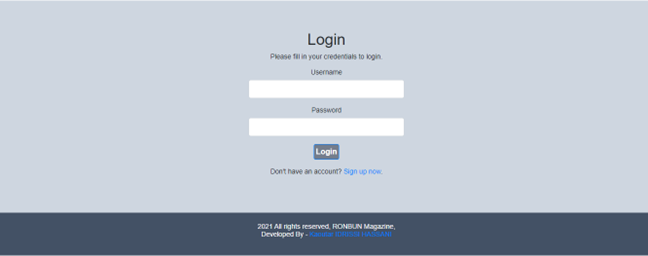 Login
Please fill in your credentials to login.
Username
Password
Login
Don't have an account? Sign up now.
2021 All rights reserved, RONBUN Magazine,
Developed By -